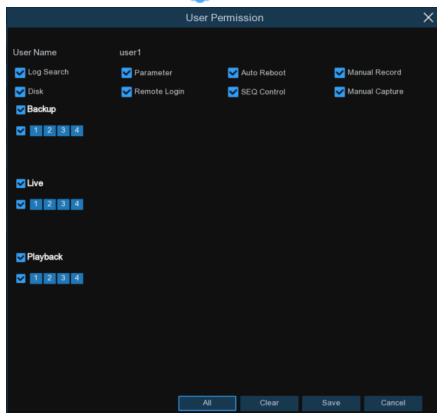 User Permission
User Name user1
Log Search Parameter Auto Reboot Manual Record
Disk Remote Login SEQ Control Manual Capture
Backup
1 2 3 4
Live
1 2 3 4
Playback
1 2 3 4
All Clear Save Cancel